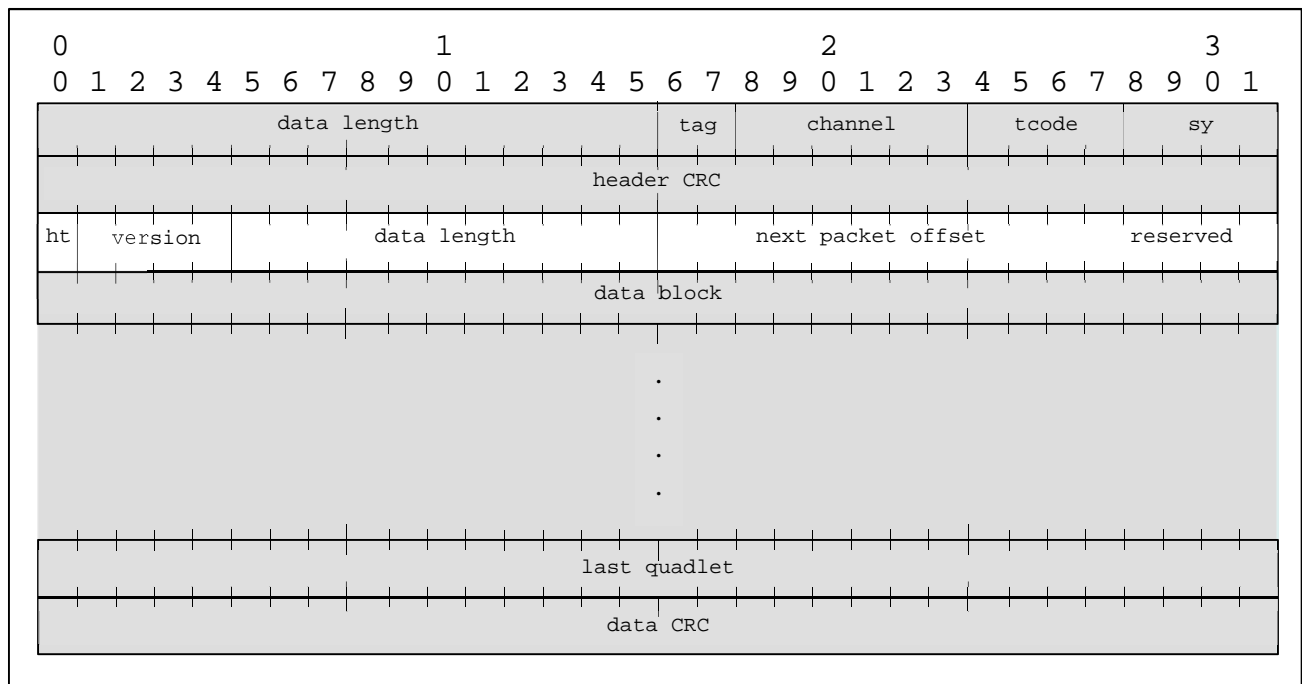 0 1 2 3
0 1 2 3 4 5 6 7 8 9 0 1 2 3 4 5 6 7 8 9 0 1 2 3 4 5 6 7 8 9 0 1
data length tag channel tcode sy
header CRC
ht version data length next packet offset reserved
data block
.
.
.
.
last quadlet
data CRC